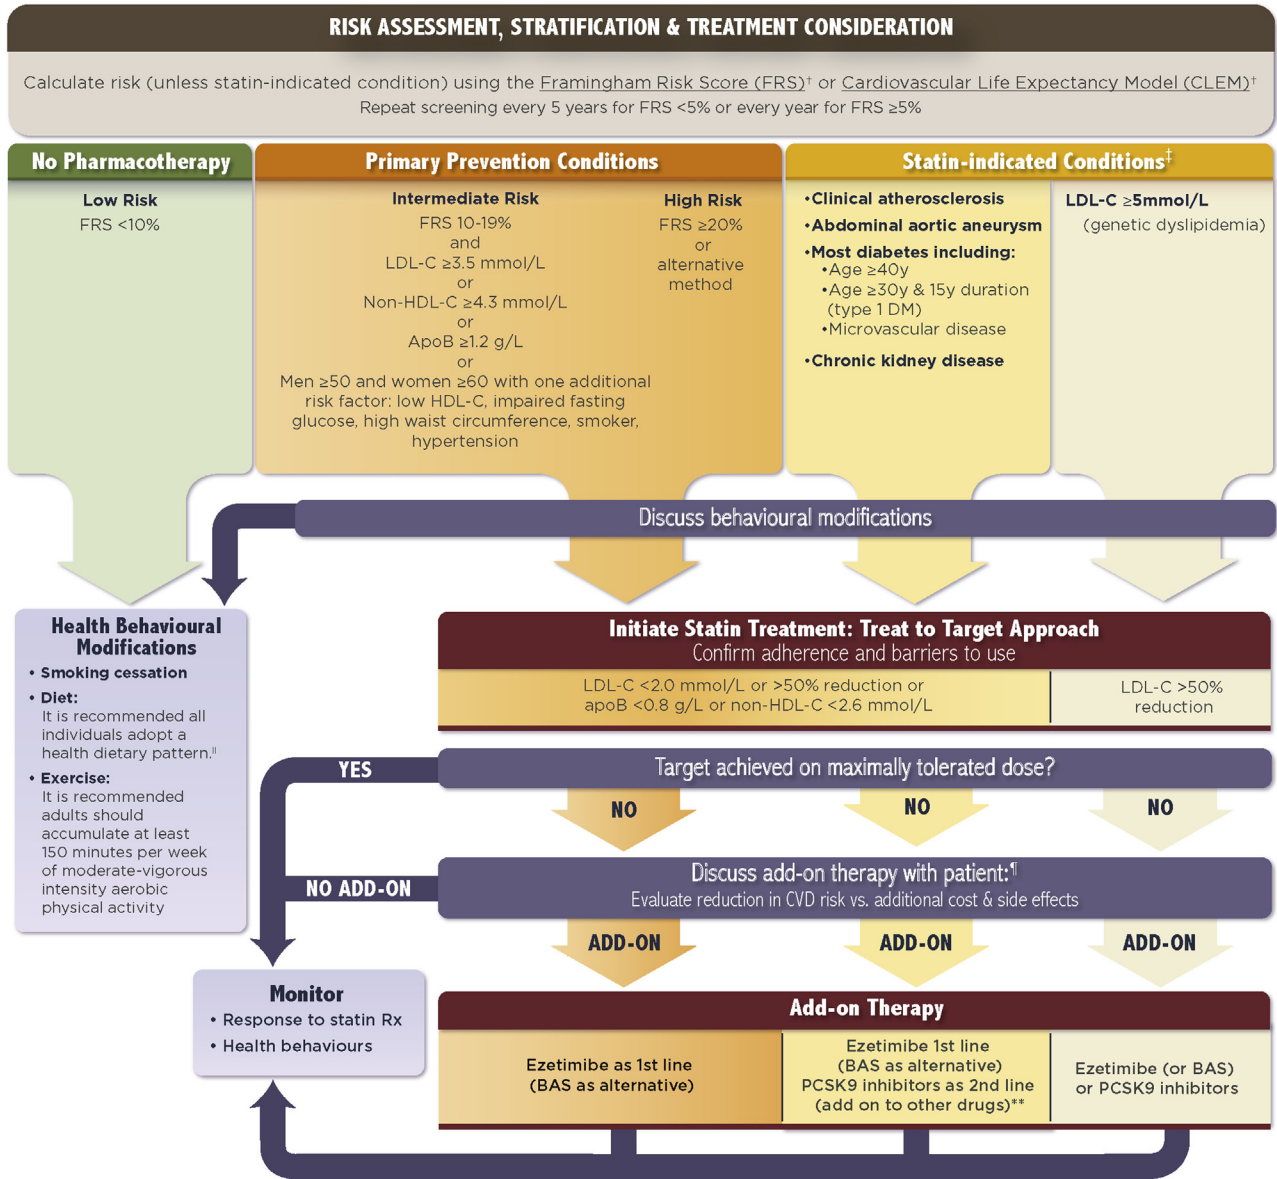 RISK ASSESSMENT, STRATIFICATION & TREATMENT CONSIDERATION
Calculate risk (unless statin-indicated condition) using the Framingham Risk Score (FRS)† or Cardiovascular Life Expectancy Model (CLEM)†
Repeat screening every 5 years for FRS <5% or every year for FRS ≥5%
No Pharmacotherapy
Low Risk
FRS <10%
Primary Prevention Conditions
Intermediate Risk
FRS 10-19%
and
LDL-C ≥3.5 mmol/L
or
Non-HDL-C ≥4.3 mmol/L
or
ApoB ≥1.2 g/L
or
Men ≥50 and women ≥60 with one additional
risk factor: low HDL-C, impaired fasting
glucose, high waist circumference, smoker,
hypertension
High Risk
FRS ≥20%
or
alternative
method
Statin-indicated Conditions‡
•Clinical atherosclerosis
•Abdominal aortic aneurysm
•Most diabetes including:
•Age ≥40y
•Age ≥30y & 15y duration
(type 1 DM)
•Microvascular disease
•Chronic kidney disease
LDL-C ≥5mmol/L
(genetic dyslipidemia)
Discuss behavioural modifications
Health Behavioural
Modifications
• Smoking cessation
• Diet:
It is recommended all
individuals adopt a
health dietary pattern.‖
• Exercise:
It is recommended
adults should
accumulate at least
150 minutes per week
of moderate-vigorous
intensity aerobic
physical activity
Initiate Statin Treatment: Treat to Target Approach
Confirm adherence and barriers to use
LDL-C <2.0 mmol/L or >50% reduction or
apoB <0.8 g/L or non-HDL-C <2.6 mmol/L
LDL-C >50%
reduction
YES
Target achieved on maximally tolerated dose?
NO
NO
NO
NO ADD-ON
Discuss add-on therapy with patient:¶
Evaluate reduction in CVD risk vs. additional cost & side effects
ADD-ON
ADD-ON
ADD-ON
Monitor
• Response to statin Rx
• Health behaviours
Add-on Therapy
Ezetimibe as 1st line
(BAS as alternative)
Ezetimibe 1st line
(BAS as alternative)
PCSK9 inhibitors as 2nd line
(add on to other drugs)**
Ezetimibe (or BAS)
or PCSK9 inhibitors